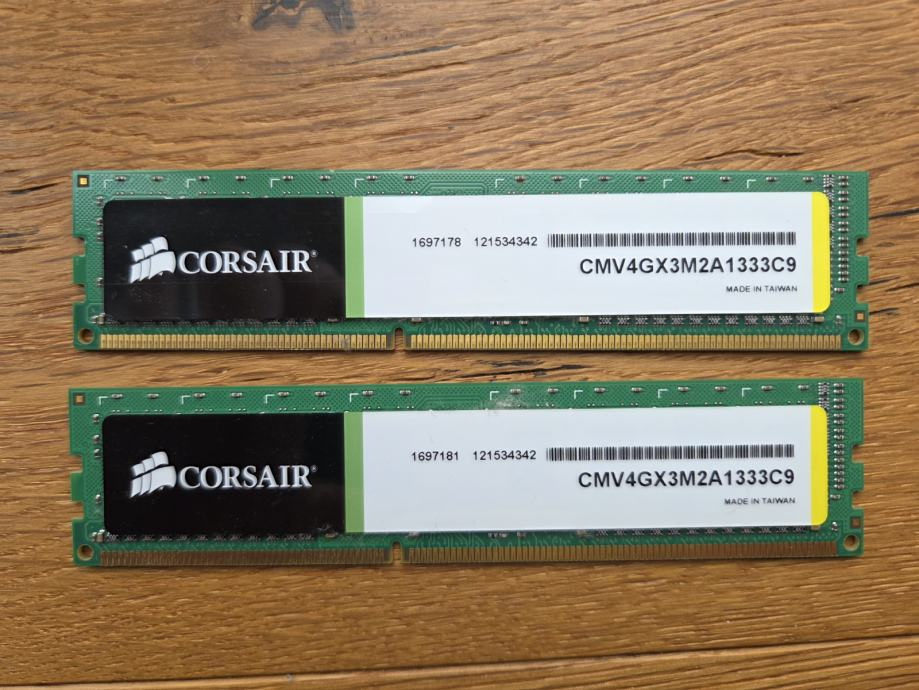 CORSAIR
1697178 121534342
CMV4GX3M2A1333C9
MADE IN TAIWAN
CORSAIR
1697181 121534342
CMV4GX3M2A1333C9
MADE IN TAIWAN